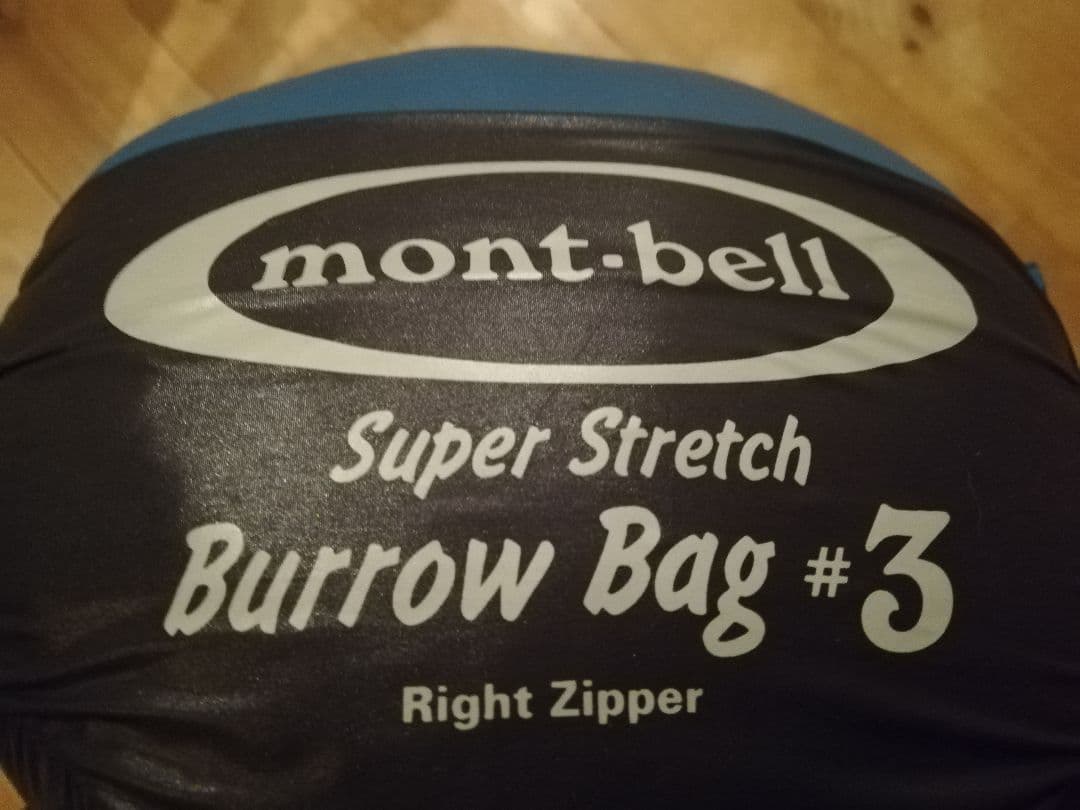 mont-bell
Super Stretch
Burrow Bag #3
Right Zipper